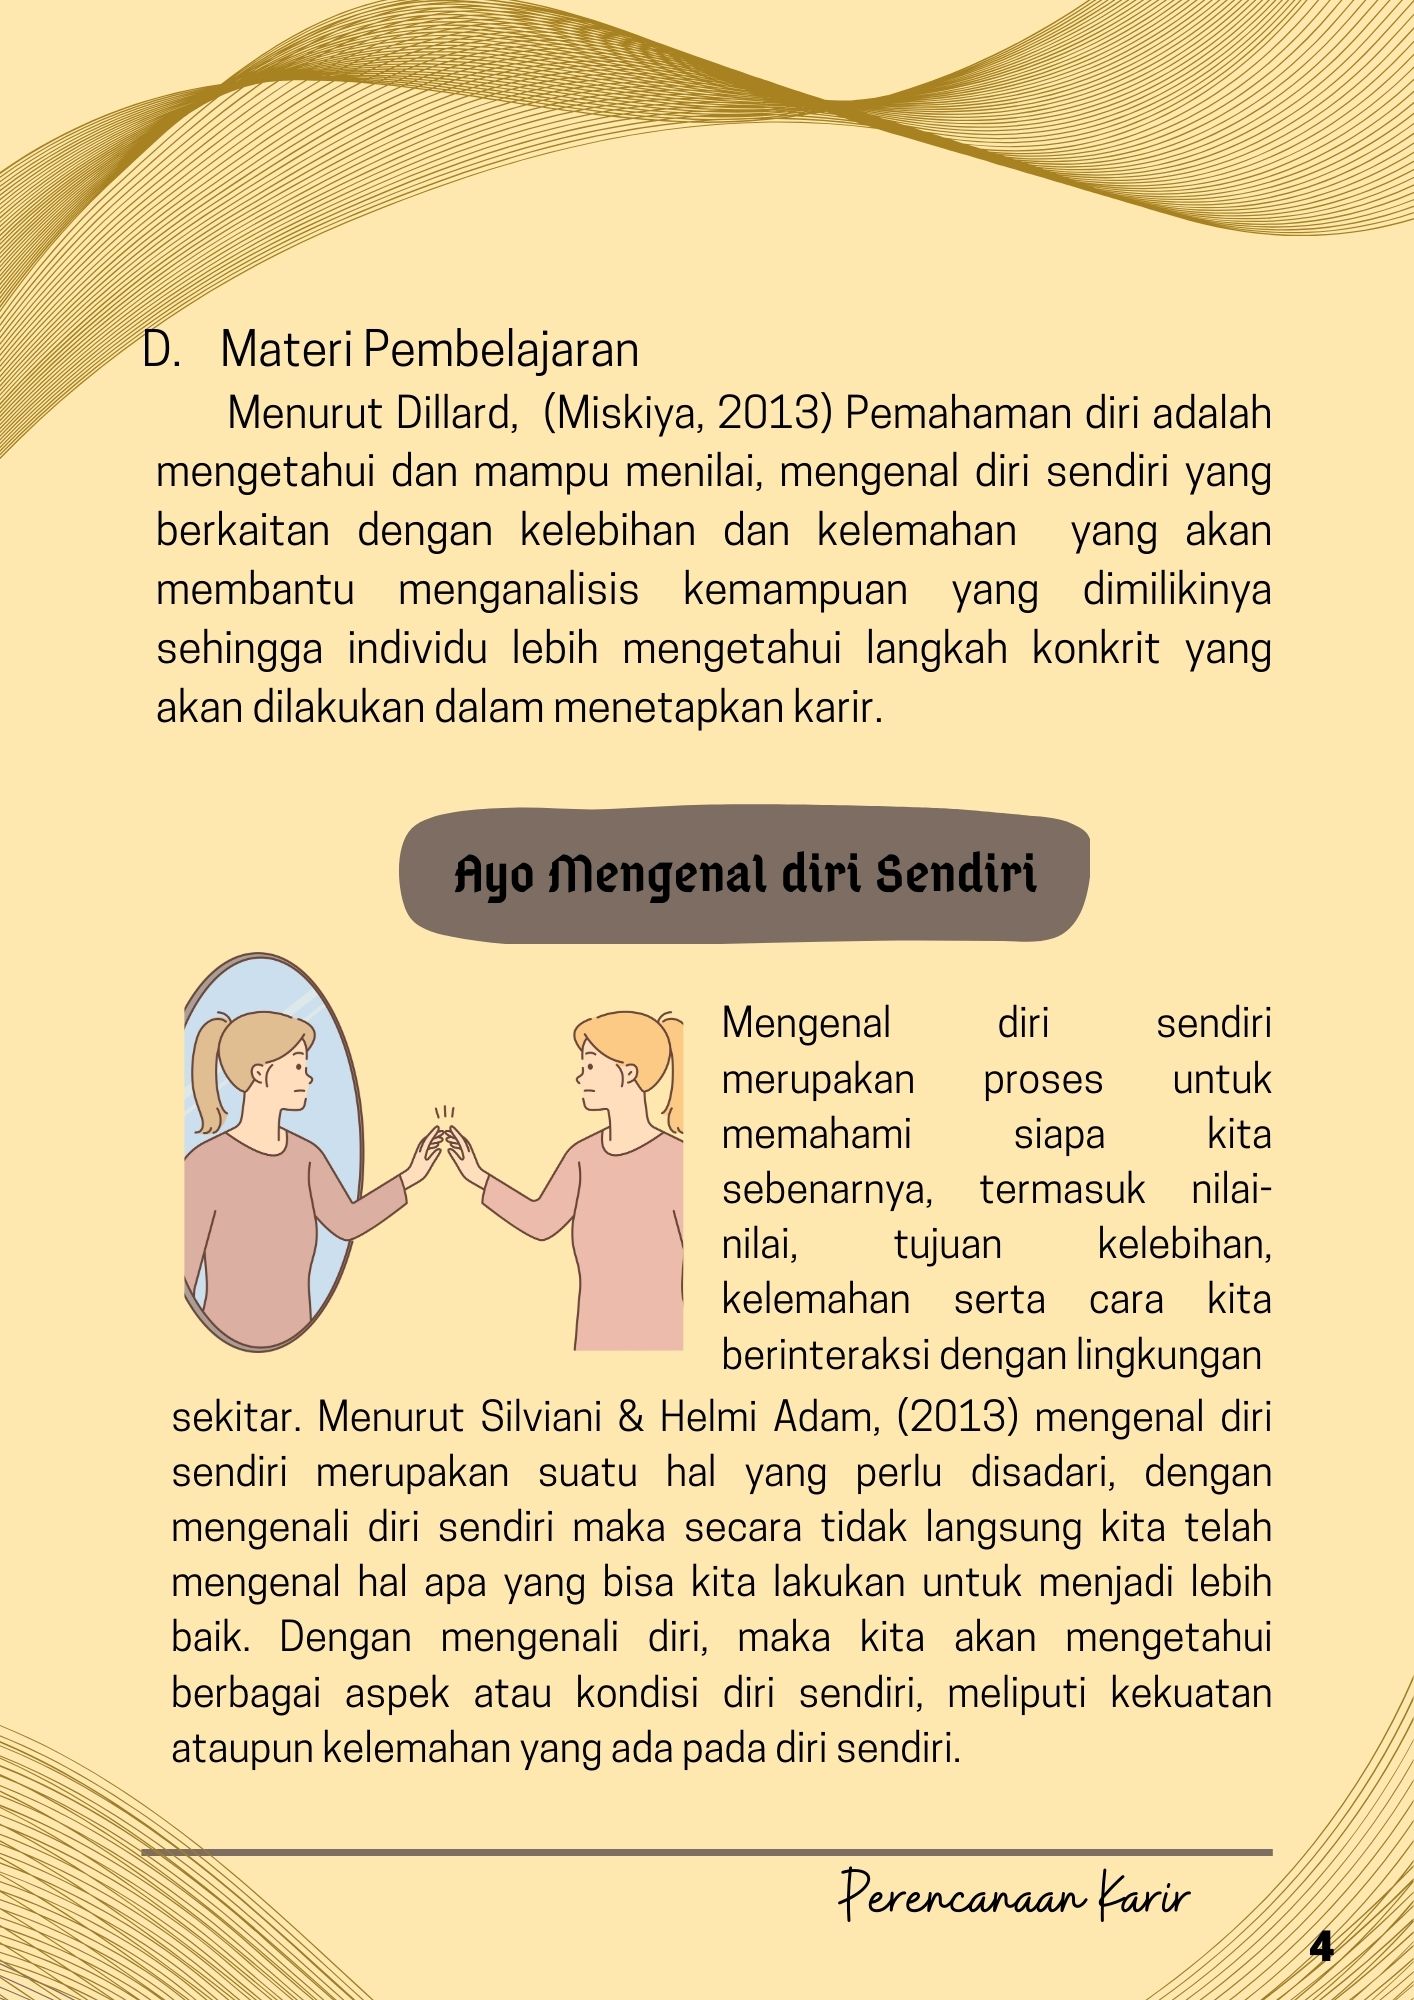 D. Materi Pembelajaran
Menurut Dillard, (Miskiya, 2013) Pemahaman diri adalah
mengetahui dan mampu menilai, mengenal diri sendiri yang
berkaitan dengan kelebihan dan kelemahan yang akan
membantu menganalisis kemampuan yang dimilikinya
sehingga individu lebih mengetahui langkah konkrit yang
akan dilakukan dalam menetapkan karir.
Ayo Mengenal diri Sendiri
Mengenal diri sendiri
merupakan proses untuk
memahami siapa kita
sebenarnya, termasuk nilai-
nilai, tujuan kelebihan,
kelemahan serta cara kita
berinteraksi dengan lingkungan
sekitar. Menurut Silviani & Helmi Adam, (2013) mengenal diri
sendiri merupakan suatu hal yang perlu disadari, dengan
mengenali diri sendiri maka secara tidak langsung kita telah
mengenal hal apa yang bisa kita lakukan untuk menjadi lebih
baik. Dengan mengenali diri, maka kita akan mengetahui
berbagai aspek atau kondisi diri sendiri, meliputi kekuatan
ataupun kelemahan yang ada pada diri sendiri.
Perencanaan Karir
4